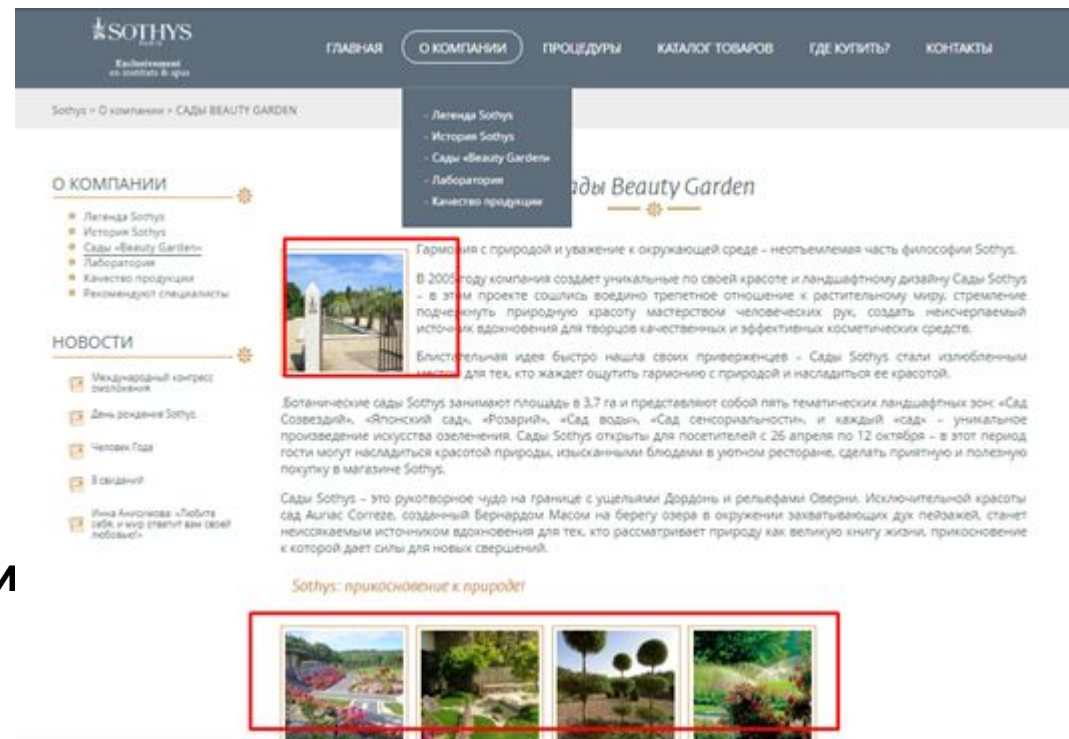 SOTHYS
Exclusivement
en instituts & spas
ГЛАВНАЯ О КОМПАНИИ ПРОЦЕДУРЫ КАТАЛОГ ТОВАРОВ ГДЕ КУПИТЬ? КОНТАКТЫ
Sothys > О компании > САДЫ BEAUTY GARDEN
- Легенда Sothys
- История Sothys
- Сады «Beauty Garden»
- Лаборатория
- Качество продукции
О КОМПАНИИ
Легенда Sothys
История Sothys
Сады «Beauty Garden»
Лаборатория
Качество продукции
Рекомендуют специалисты
НОВОСТИ
Международный конгресс
омоложения
День рождения Sothys.
Человек Года
В свиданий
Инна Анисимова: «Любите
себя, и мир ответит вам своей
любовью!»
и
ады Beauty Garden
Гармония с природой и уважение к окружающей среде – неотъемлемая часть философии Sothys.
В 2005 году компания создает уникальные по своей красоте и ландшафтному дизайну Сады Sothys
– в этом проекте сошлись воедино трепетное отношение к растительному миру, стремление
подчеркнуть природную красоту мастерством человеческих рук, создать неисчерпаемый
источник вдохновения для творцов качественных и эффективных косметических средств.
Блистательная идея быстро нашла своих приверженцев – Сады Sothys стали излюбленным
местом для тех, кто жаждет ощутить гармонию с природой и насладиться ее красотой.
.Ботанические сады Sothys занимают площадь в 3,7 га и представляют собой пять тематических ландшафтных зон: «Сад
Созвездий», «Японский сад», «Розарий», «Сад воды», «Сад сенсориальности», и каждый «сад» – уникальное
произведение искусства озеленения. Сады Sothys открыты для посетителей с 26 апреля по 12 октября – в этот период
гости могут насладиться красотой природы, изысканными блюдами в уютном ресторане, сделать приятную и полезную
покупку в магазине Sothys.
Сады Sothys – это рукотворное чудо на границе с ущельями Дордонь и рельефами Оверни. Исключительной красоты
сад Auriac Correze, созданный Бернардом Масом на берегу озера в окружении захватывающих дух пейзажей, станет
неиссякаемым источником вдохновения для тех, кто рассматривает природу как великую книгу жизни, прикосновение
к которой дает силы для новых свершений.
Sothys: прикосновение к природе!